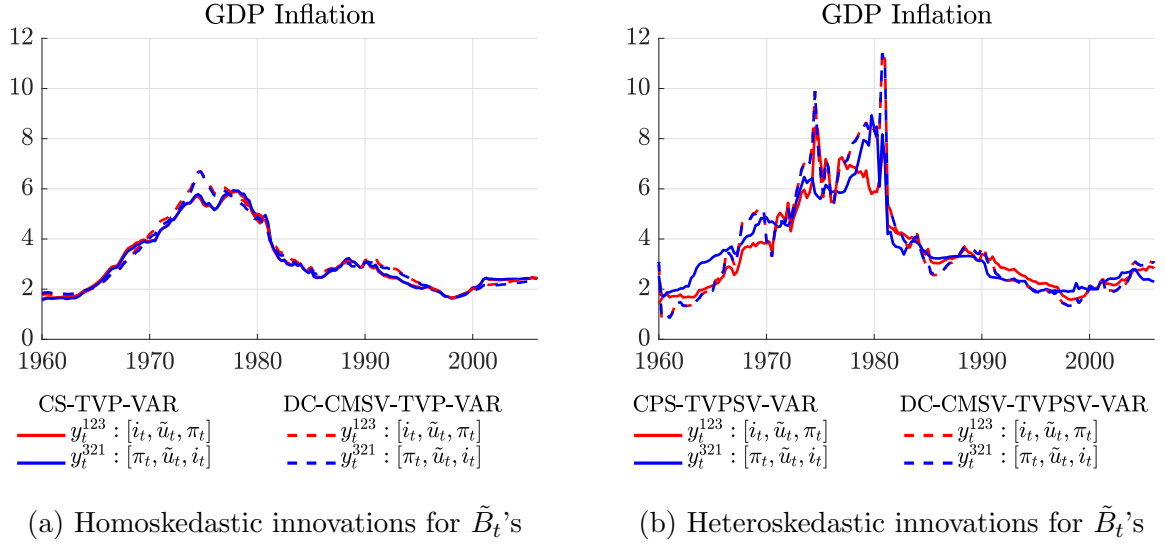 GDP Inflation
12
10
8
6
4
2
0
1960 1970 1980 1990 2000
CS-TVP-VAR DC-CMSV-TVP-VAR
y_t^{123} : [i_t, ũ_t, π_t] y_t^{123} : [i_t, ũ_t, π_t]
y_t^{321} : [π_t, ũ_t, i_t] y_t^{321} : [π_t, ũ_t, i_t]
(a) Homoskedastic innovations for B̃_t's
GDP Inflation
12
10
8
6
4
2
0
1960 1970 1980 1990 2000
CPS-TVPSV-VAR DC-CMSV-TVPSV-VAR
y_t^{123} : [i_t, ũ_t, π_t] y_t^{123} : [i_t, ũ_t, π_t]
y_t^{321} : [π_t, ũ_t, i_t] y_t^{321} : [π_t, ũ_t, i_t]
(b) Heteroskedastic innovations for B̃_t's